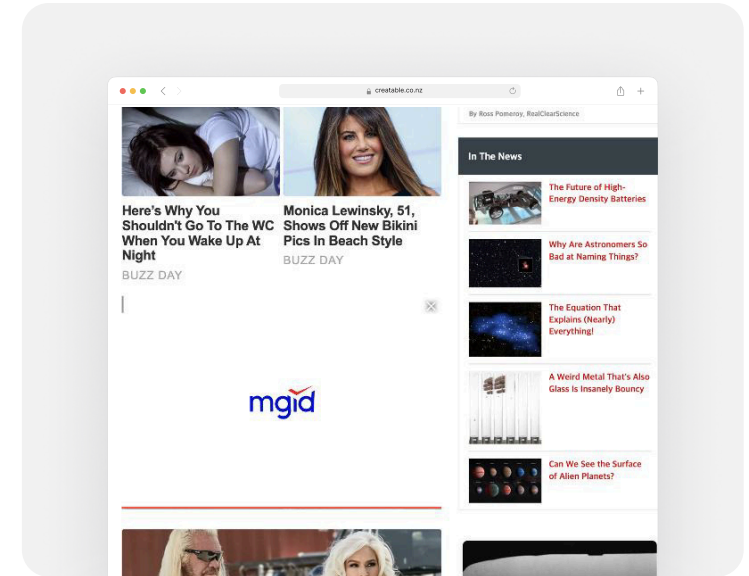 creatable.co.nz
By Ross Pomeroy, RealClearScience
In The News
Here's Why You
Shouldn't Go To The WC
When You Wake Up At
Night
BUZZ DAY
Monica Lewinsky, 51,
Shows Off New Bikini
Pics In Beach Style
BUZZ DAY
mgid
The Future of High-
Energy Density Batteries
Why Are Astronomers So
Bad at Naming Things?
The Equation That
Explains (Nearly)
Everything!
A Weird Metal That's Also
Glass Is Insanely Bouncy
Can We See the Surface
of Alien Planets?